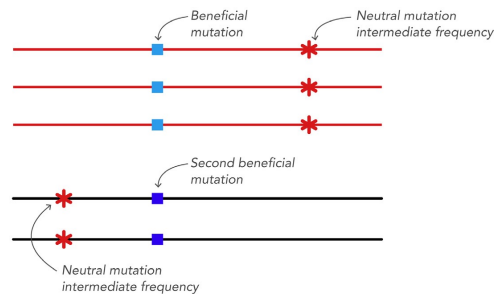 Beneficial
mutation
Neutral mutation
intermediate frequency
Second beneficial
mutation
Neutral mutation
intermediate frequency